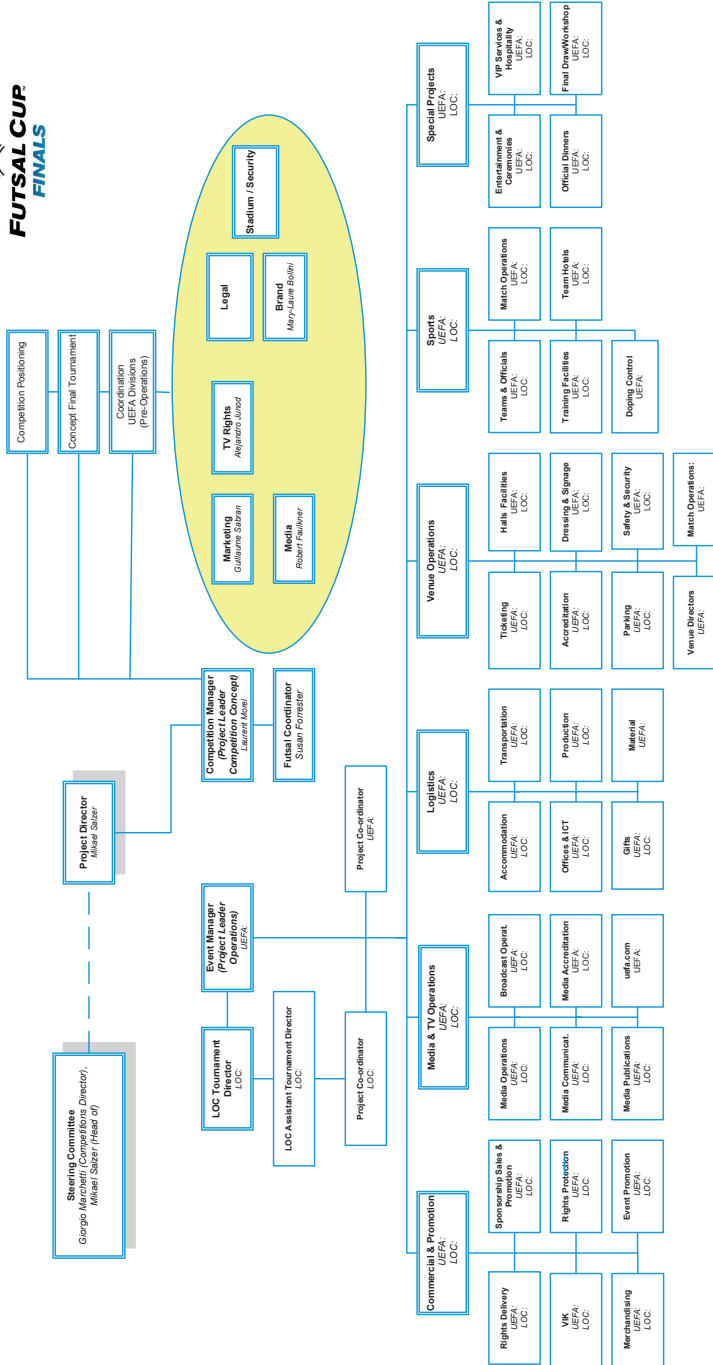 FUTSAL CUP
FINALS
Steering Committee
Giorgio Marchetti (Competitions Director),
Mikael Salzer (Head of)
Project Director
Mikael Salzer
Competition Positioning
Concept Final Tournament
Coordination
UEFA Divisions
(Pre-Operations)
LOC Tournament
Director
LOC:
Event Manager
(Project Leader
Operations)
UEFA:
Competition Manager
(Project Leader
Competition Concept)
Laurent Morel
Marketing
Guillaume Sabran
TV Rights
Alejandro Junod
Legal
Stadium / Security
LOC Assistant Tournament Director
LOC:
Futsal Coordinator
Susan Forrester
Media
Robert Faulkner
Brand
Mary-Laure Bollini
Project Co-ordinator
LOC:
Project Co-ordinator
UEFA:
Commercial & Promotion
UEFA:
LOC:
Media & TV Operations
UEFA:
LOC:
Logistics
UEFA:
LOC:
Venue Operations
UEFA:
LOC:
Sports
UEFA:
LOC:
Special Projects
UEFA:
LOC:
Rights Delivery
UEFA:
LOC:
Sponsorship Sales &
Promotion
UEFA:
LOC:
Media Operations
UEFA:
LOC:
Broadcast Operat.
UEFA:
LOC:
Accommodation
UEFA:
LOC:
Transportation
UEFA:
LOC:
Ticketing
UEFA:
LOC:
Halls Facilities
UEFA:
LOC:
Teams & Officials
UEFA:
LOC:
Match Operations
UEFA:
LOC:
Entertainment &
Ceremonies
UEFA:
LOC:
VIP Services &
Hospitality
UEFA:
LOC:
VIK
UEFA:
LOC:
Rights Protection
UEFA:
LOC:
Media Communicat.
UEFA:
LOC:
Media Accreditation
UEFA:
LOC:
Offices & ICT
UEFA:
LOC:
Production
UEFA:
LOC:
Accreditation
UEFA:
LOC:
Dressing & Signage
UEFA:
LOC:
Training Facilities
UEFA:
LOC:
Team Hotels
UEFA:
LOC:
Official Dinners
UEFA:
LOC:
Final Draw/Workshop
UEFA:
LOC:
Merchandising
UEFA:
LOC:
Event Promotion
UEFA:
LOC:
Media Publications
UEFA:
LOC:
uefa.com
UEFA:
Gifts
UEFA:
LOC:
Material
UEFA:
Parking
UEFA:
LOC:
Safety & Security
UEFA:
LOC:
Doping Control
UEFA:
Venue Directors
UEFA:
Match Operations:
UEFA: